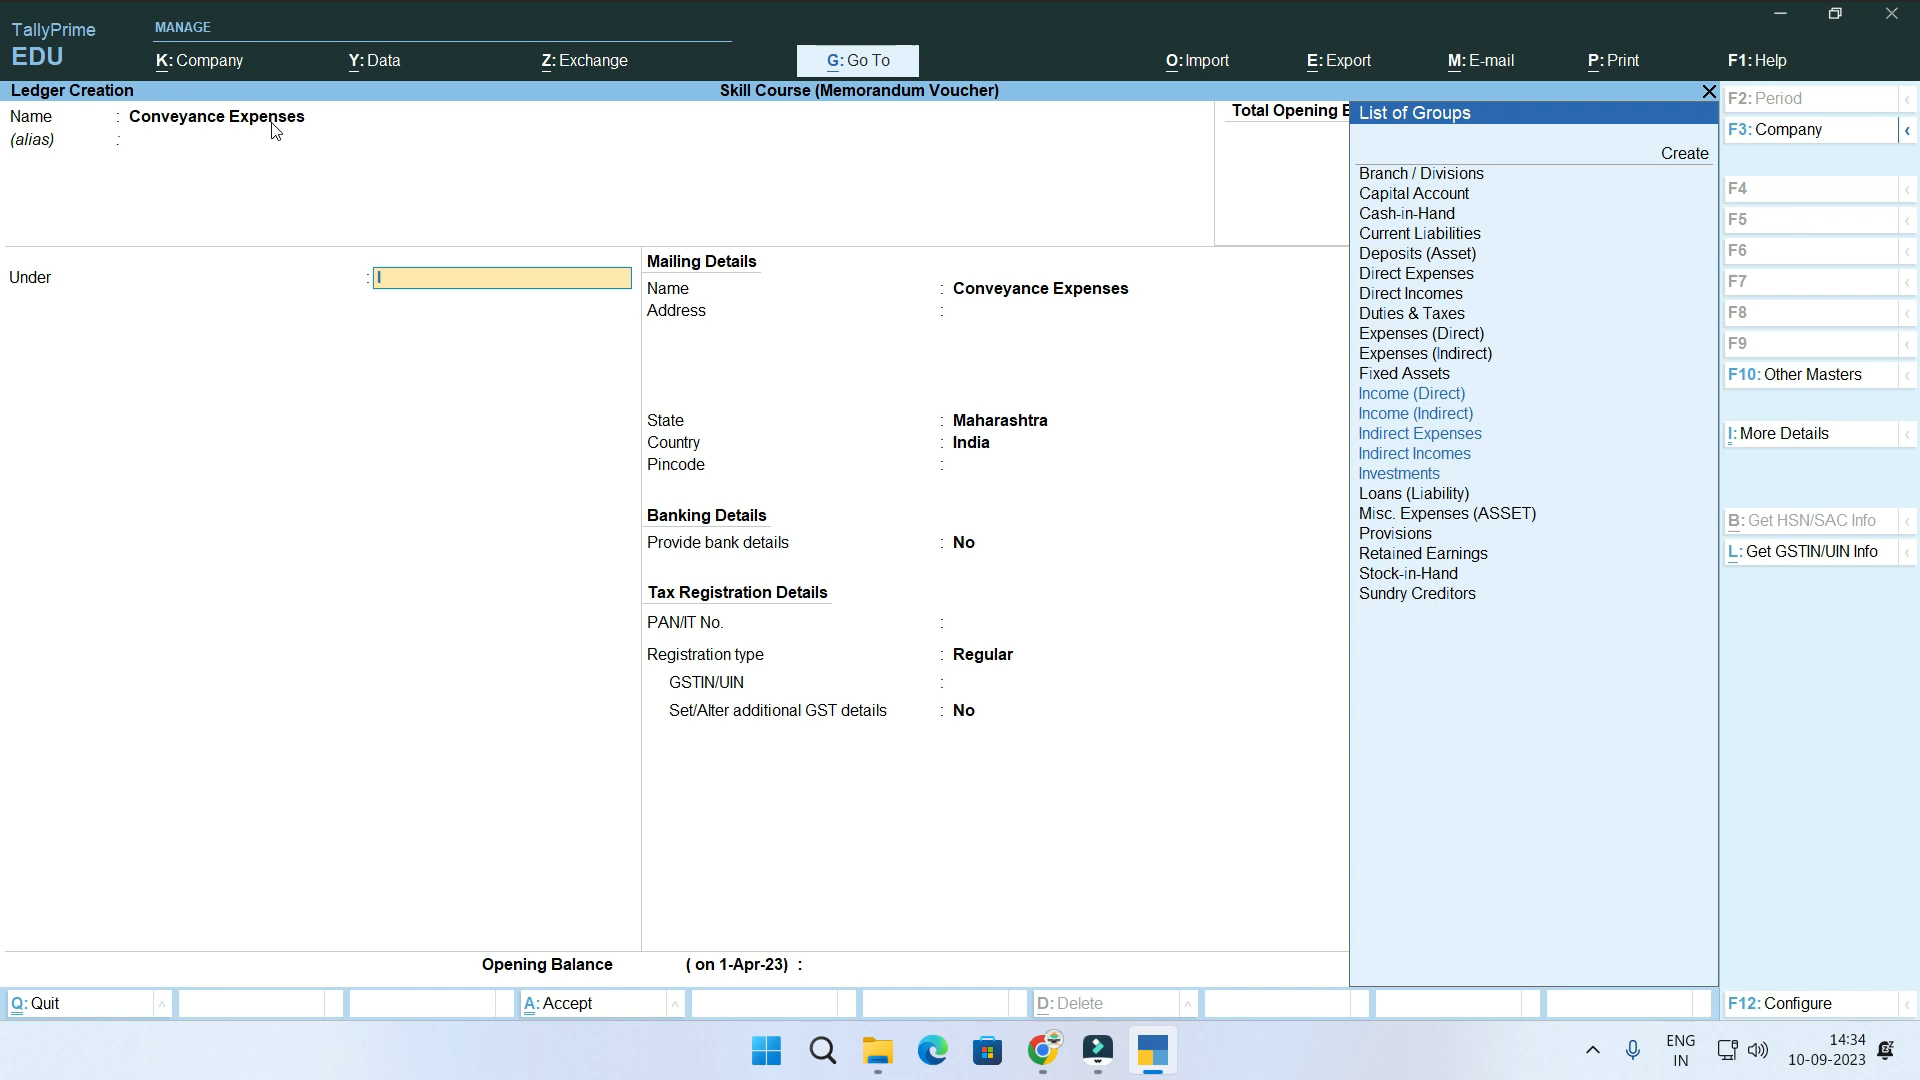 TallyPrime
EDU
MANAGE
K: Company
Y: Data
Z: Exchange
G: Go To
O: Import
E: Export
M: E-mail
P: Print
F1: Help
Ledger Creation
Skill Course (Memorandum Voucher)
Name : Conveyance Expenses
(alias) :
Total Opening B
Under : I
Mailing Details
Name : Conveyance Expenses
Address :
State : Maharashtra
Country : India
Pincode :
Banking Details
Provide bank details : No
Tax Registration Details
PAN/IT No. :
Registration type : Regular
GSTIN/UIN :
Set/Alter additional GST details : No
Opening Balance ( on 1-Apr-23) :
List of Groups
Create
Branch / Divisions
Capital Account
Cash-in-Hand
Current Liabilities
Deposits (Asset)
Direct Expenses
Direct Incomes
Duties & Taxes
Expenses (Direct)
Expenses (Indirect)
Fixed Assets
Income (Direct)
Income (Indirect)
Indirect Expenses
Indirect Incomes
Investments
Loans (Liability)
Misc. Expenses (ASSET)
Provisions
Retained Earnings
Stock-in-Hand
Sundry Creditors
F2: Period
F3: Company
F4
F5
F6
F7
F8
F9
F10: Other Masters
I: More Details
B: Get HSN/SAC Info
L: Get GSTIN/UIN Info
F12: Configure
Q: Quit
A: Accept
D: Delete
ENG
IN
14:34
10-09-2023